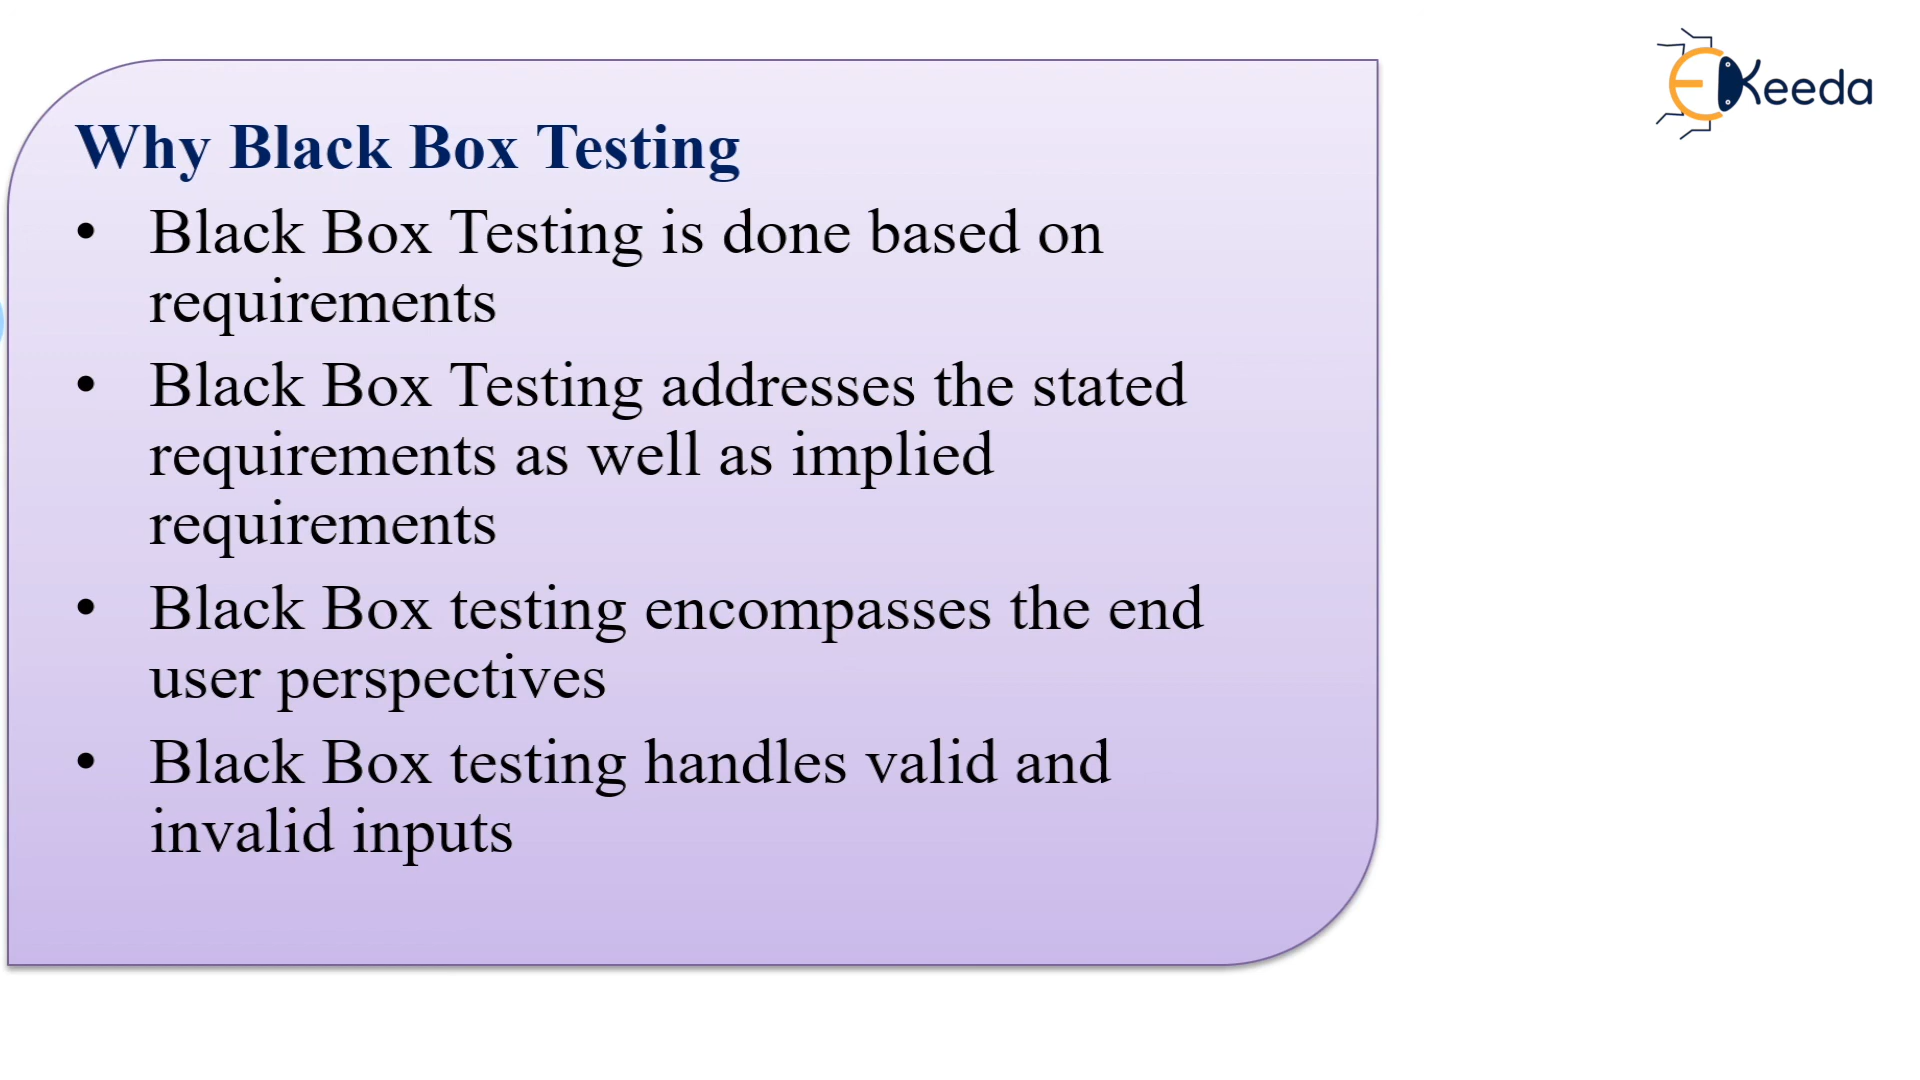 EKeeda
Why Black Box Testing
• Black Box Testing is done based on
requirements
• Black Box Testing addresses the stated
requirements as well as implied
requirements
• Black Box testing encompasses the end
user perspectives
• Black Box testing handles valid and
invalid inputs